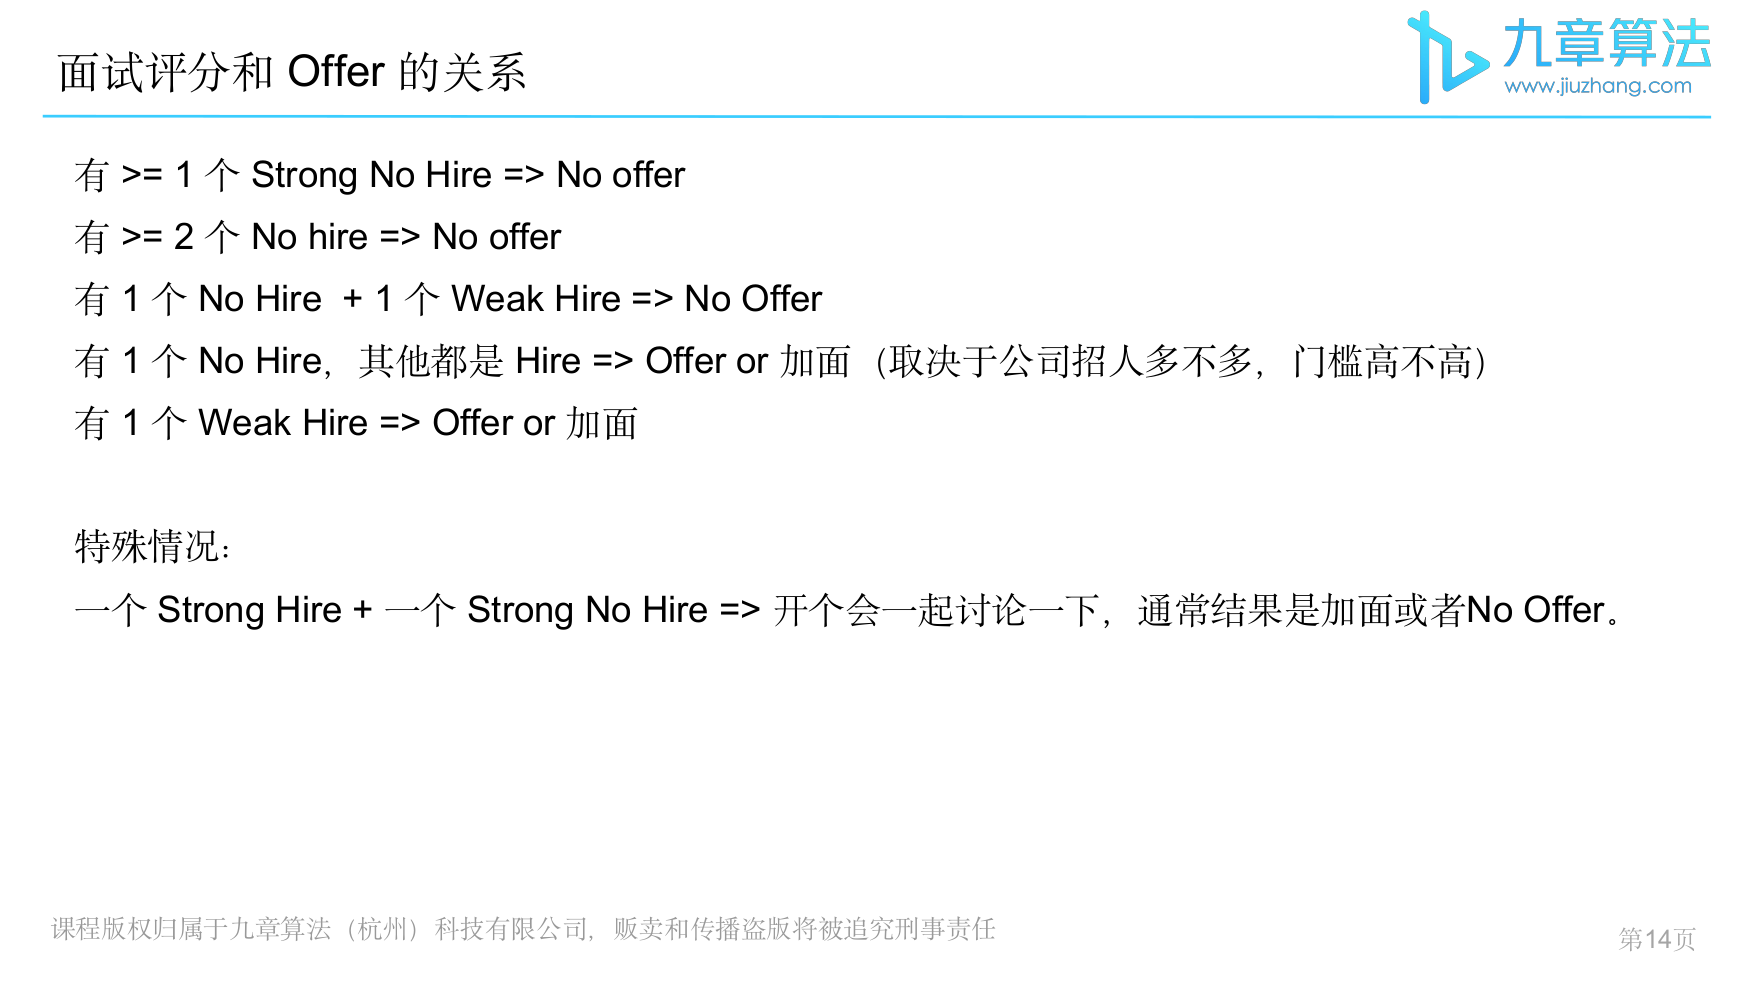 面试评分和 Offer 的关系
九章算法
www.jiuzhang.com
有 >= 1 个 Strong No Hire => No offer
有 >= 2 个 No hire => No offer
有 1 个 No Hire  + 1 个 Weak Hire => No Offer
有 1 个 No Hire，其他都是 Hire => Offer or 加面（取决于公司招人多不多，门槛高不高）
有 1 个 Weak Hire => Offer or 加面
特殊情况：
一个 Strong Hire + 一个 Strong No Hire => 开个会一起讨论一下，通常结果是加面或者No Offer。
课程版权归属于九章算法（杭州）科技有限公司，贩卖和传播盗版将被追究刑事责任
第14页